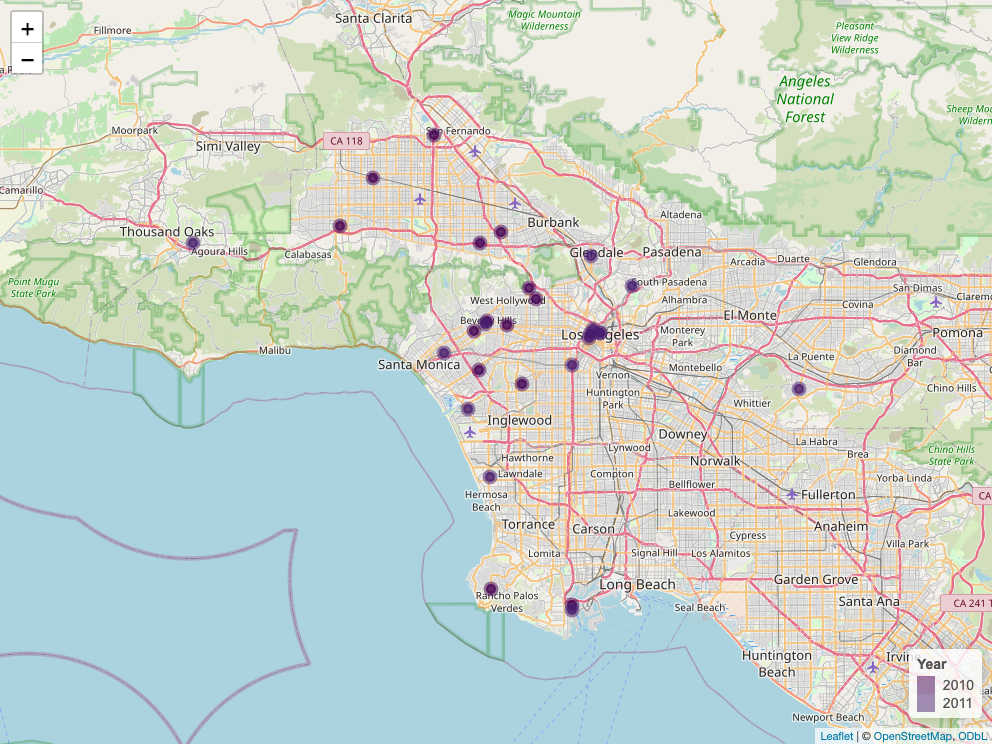 +
−
Fillmore
Santa Clarita
Magic Mountain
Wilderness
Pleasant
View Ridge
Wilderness
Angeles
National
Forest
Moorpark
Simi Valley
CA 118
San Fernando
Camarillo
Thousand Oaks
Agoura Hills
Calabasas
Burbank
Altadena
Glendale
Pasadena
Arcadia
Duarte
Glendora
Point Mugu
State Park
South Pasadena
San Dimas
West Hollywood
Alhambra
Covina
Beverly Hills
El Monte
Los Angeles
Monterey
Park
Pomona
Malibu
Santa Monica
Montebello
La Puente
Diamond
Bar
Vernon
Huntington
Park
Chino Hills
Whittier
Inglewood
Downey
La Habra
Lynwood
Brea
Chino Hills
State Park
Hawthorne
Norwalk
Lawndale
Compton
Bellflower
Yorba Linda
Hermosa
Beach
Fullerton
CA
Lakewood
Torrance
Carson
Cypress
Anaheim
Villa Park
Lomita
Signal Hill
Los Alamitos
Long Beach
Garden Grove
Rancho Palos
Verdes
Seal Beach
Santa Ana
CA 241 T
Huntington
Beach
Irvin
Newport Beach
Year
2010
2011
Leaflet | © OpenStreetMap, ODbL